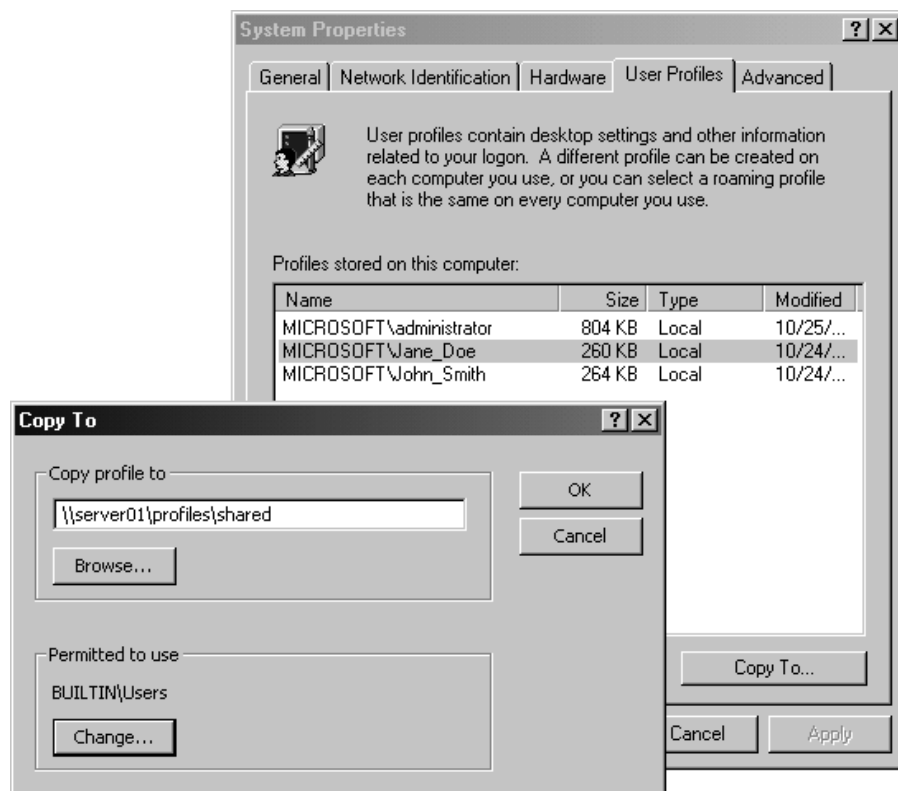 System Properties
General Network Identification Hardware User Profiles Advanced
User profiles contain desktop settings and other information
related to your logon. A different profile can be created on
each computer you use, or you can select a roaming profile
that is the same on every computer you use.
Profiles stored on this computer:
Name Size Type Modified
MICROSOFT\administrator 804 KB Local 10/25/...
MICROSOFT\Jane_Doe 260 KB Local 10/24/...
MICROSOFT\John_Smith 264 KB Local 10/24/...
Copy To...
Cancel Apply
Copy To
Copy profile to
\\server01\profiles\shared
Browse...
OK
Cancel
Permitted to use
BUILTIN\Users
Change...